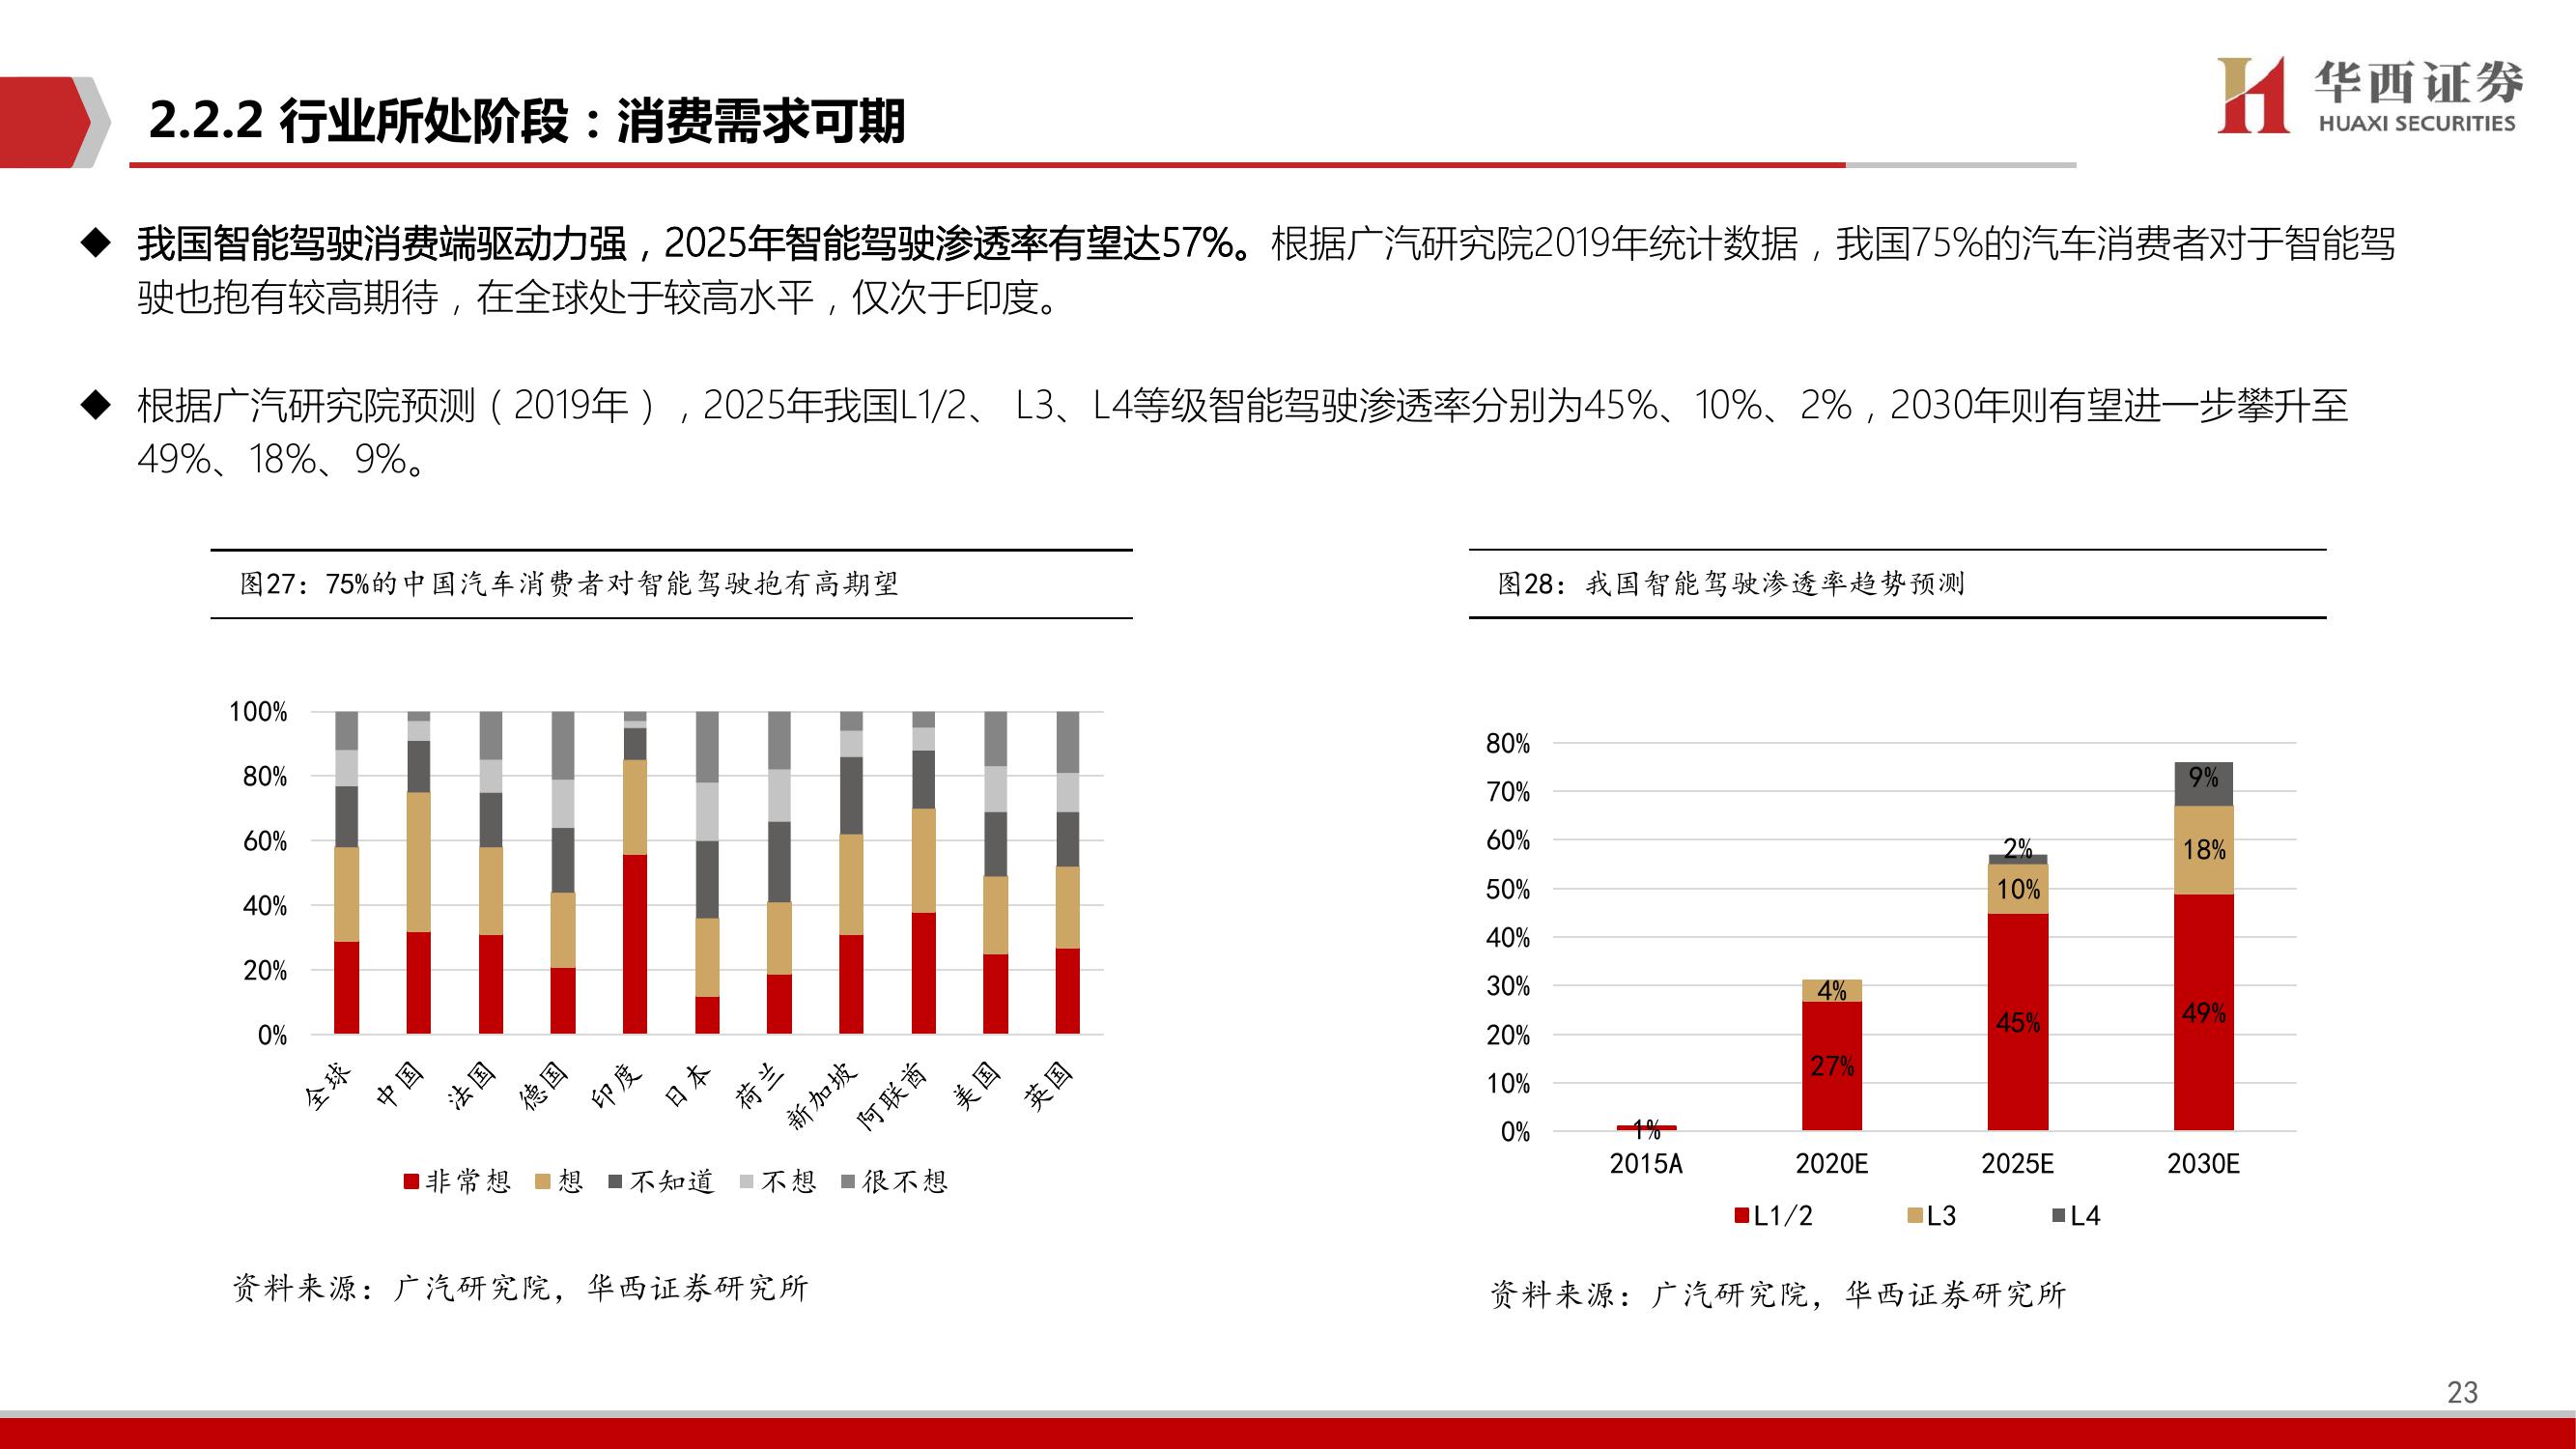 2.2.2 行业所处阶段：消费需求可期
华西证券
HUAXI SECURITIES
◆ 我国智能驾驶消费端驱动力强，2025年智能驾驶渗透率有望达57%。根据广汽研究院2019年统计数据，我国75%的汽车消费者对于智能驾
驶也抱有较高期待，在全球处于较高水平，仅次于印度。
◆ 根据广汽研究院预测（2019年），2025年我国L1/2、 L3、L4等级智能驾驶渗透率分别为45%、10%、2%，2030年则有望进一步攀升至
49%、18%、9%。
图27：75%的中国汽车消费者对智能驾驶抱有高期望
100%
80%
60%
40%
20%
0%
全球 中国 法国 德国 印度 日本 荷兰 新加坡 阿联酋 美国 英国
非常想 想 不知道 不想 很不想
资料来源：广汽研究院，华西证券研究所
图28：我国智能驾驶渗透率趋势预测
80%
70%
60%
50%
40%
30%
20%
10%
0%
1%
4%
27%
2%
10%
45%
9%
18%
49%
2015A 2020E 2025E 2030E
L1/2 L3 L4
资料来源：广汽研究院，华西证券研究所
23